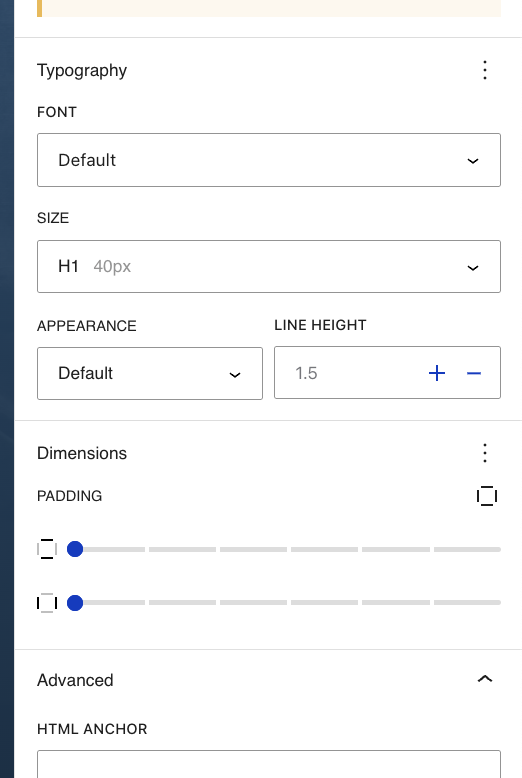 Typography
FONT
Default
SIZE
H1 40px
APPEARANCE
LINE HEIGHT
Default
1.5
Dimensions
PADDING
Advanced
HTML ANCHOR